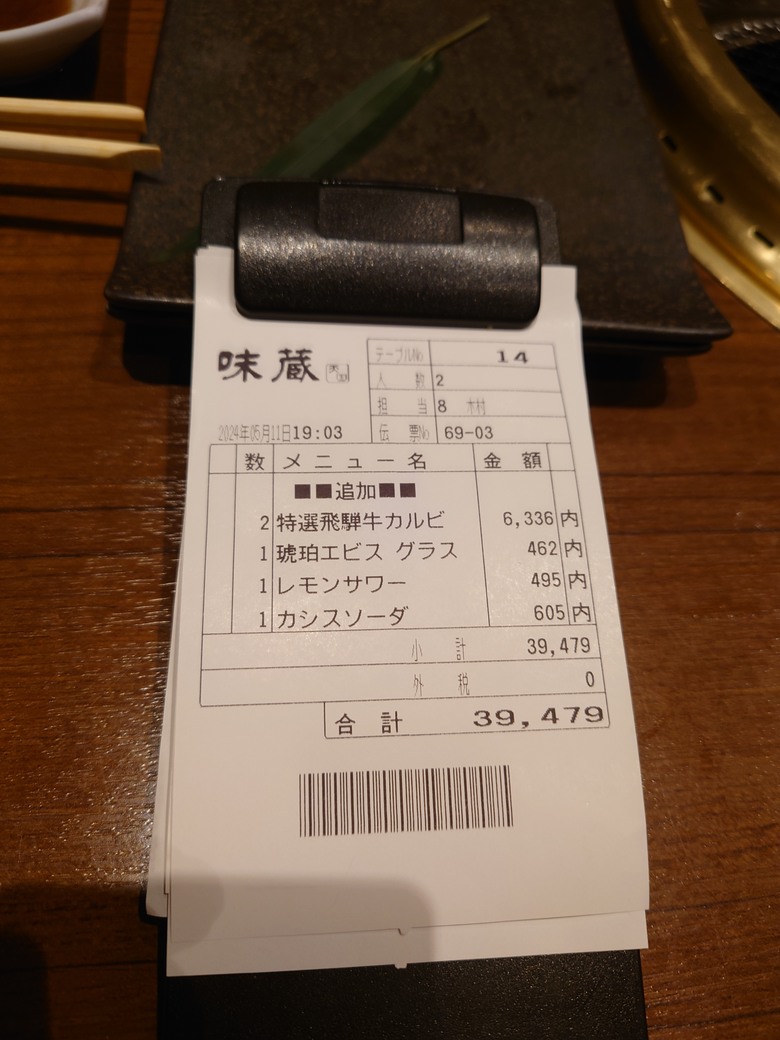 味蔵
テーブルNo 14
人数 2
担当 8 木村
2024年05月11日19:03 伝票No 69-03
数 メニュー名 金額
■■追加■■
2 特選飛騨牛カルビ 6,336 内
1 琥珀エビス グラス 462 内
1 レモンサワー 495 内
1 カシスソーダ 605 内
小計 39,479
外税 0
合計 39,479